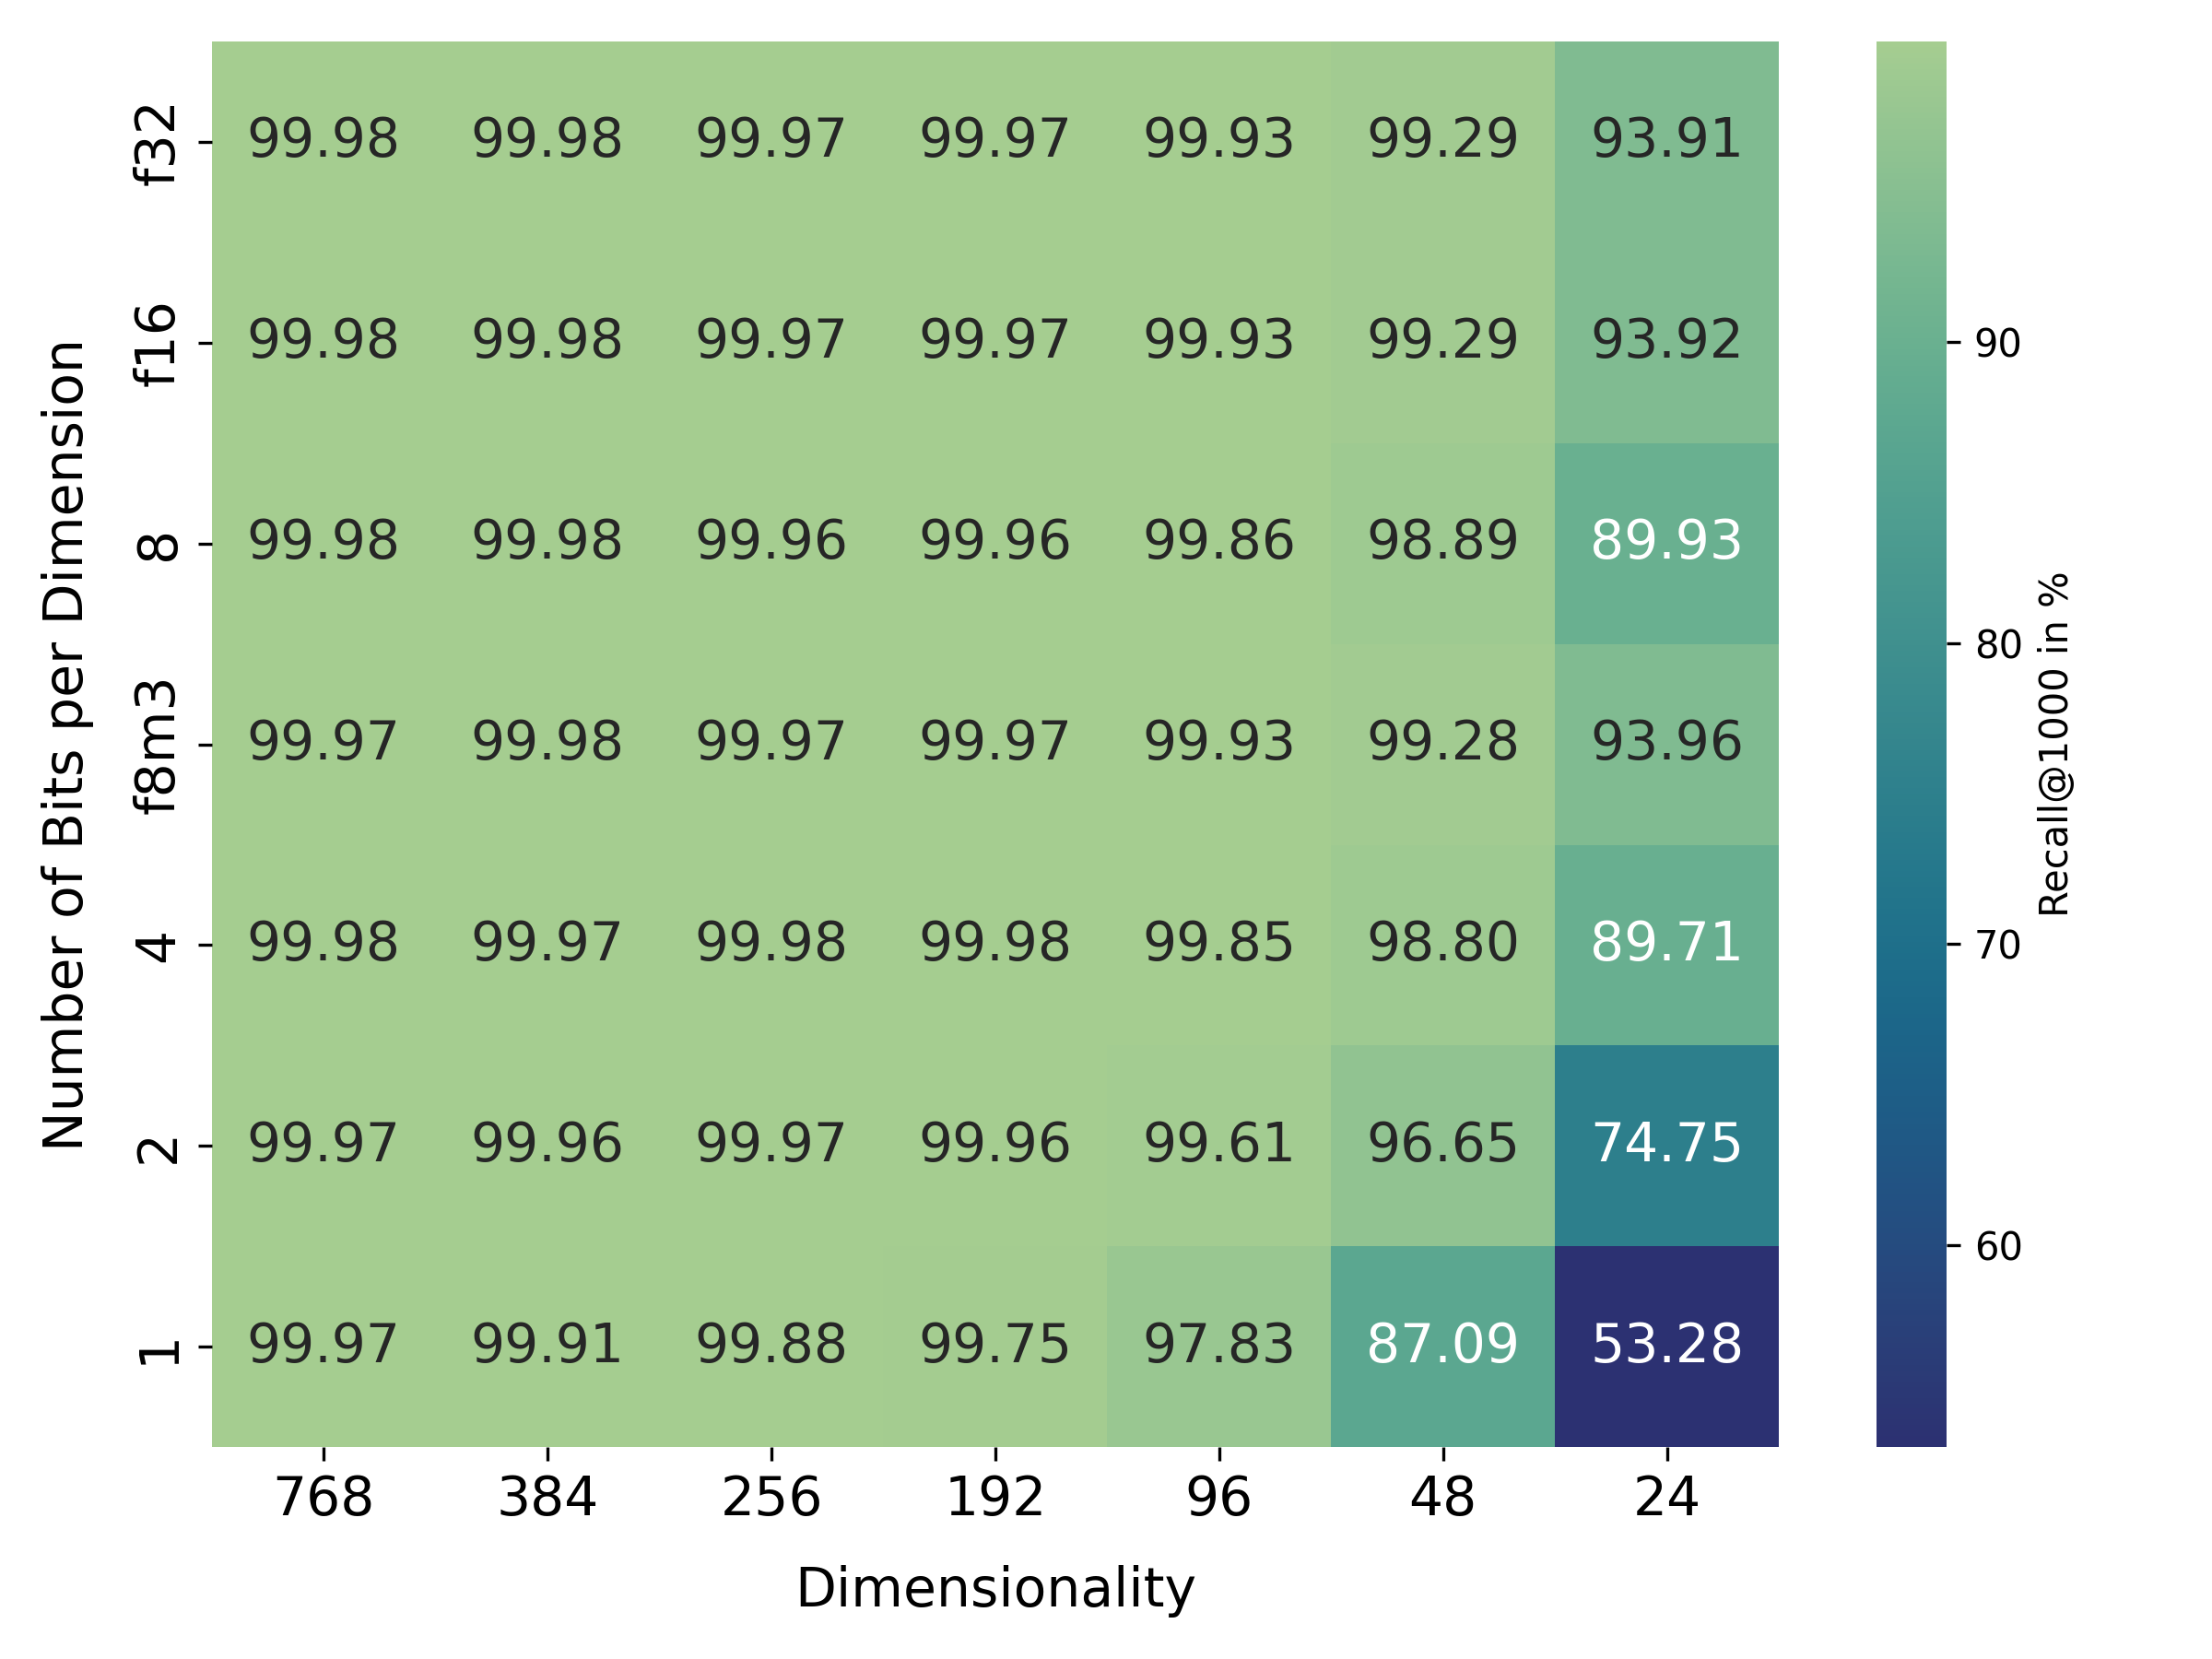 Number of Bits per Dimension
f32 99.98 99.98 99.97 99.97 99.93 99.29 93.91
f16 99.98 99.98 99.97 99.97 99.93 99.29 93.92
8 99.98 99.98 99.96 99.96 99.86 98.89 89.93
f8m3 99.97 99.98 99.97 99.97 99.93 99.28 93.96
4 99.98 99.97 99.98 99.98 99.85 98.80 89.71
2 99.97 99.96 99.97 99.96 99.61 96.65 74.75
1 99.97 99.91 99.88 99.75 97.83 87.09 53.28
768 384 256 192 96 48 24
Dimensionality
90
80
70
60
Recall@1000 in %